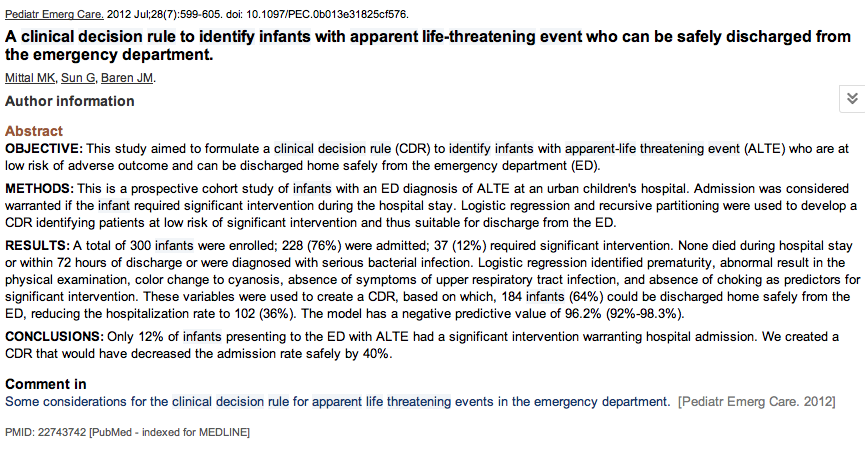 Pediatr Emerg Care. 2012 Jul;28(7):599-605. doi: 10.1097/PEC.0b013e31825cf576.
A clinical decision rule to identify infants with apparent life-threatening event who can be safely discharged from
the emergency department.
Mittal MK, Sun G, Baren JM.
Author information
Abstract
OBJECTIVE: This study aimed to formulate a clinical decision rule (CDR) to identify infants with apparent-life threatening event (ALTE) who are at
low risk of adverse outcome and can be discharged home safely from the emergency department (ED).
METHODS: This is a prospective cohort study of infants with an ED diagnosis of ALTE at an urban children's hospital. Admission was considered
warranted if the infant required significant intervention during the hospital stay. Logistic regression and recursive partitioning were used to develop a
CDR identifying patients at low risk of significant intervention and thus suitable for discharge from the ED.
RESULTS: A total of 300 infants were enrolled; 228 (76%) were admitted; 37 (12%) required significant intervention. None died during hospital stay
or within 72 hours of discharge or were diagnosed with serious bacterial infection. Logistic regression identified prematurity, abnormal result in the
physical examination, color change to cyanosis, absence of symptoms of upper respiratory tract infection, and absence of choking as predictors for
significant intervention. These variables were used to create a CDR, based on which, 184 infants (64%) could be discharged home safely from the
ED, reducing the hospitalization rate to 102 (36%). The model has a negative predictive value of 96.2% (92%-98.3%).
CONCLUSIONS: Only 12% of infants presenting to the ED with ALTE had a significant intervention warranting hospital admission. We created a
CDR that would have decreased the admission rate safely by 40%.
Comment in
Some considerations for the clinical decision rule for apparent life threatening events in the emergency department. [Pediatr Emerg Care. 2012]
PMID: 22743742 [PubMed - indexed for MEDLINE]